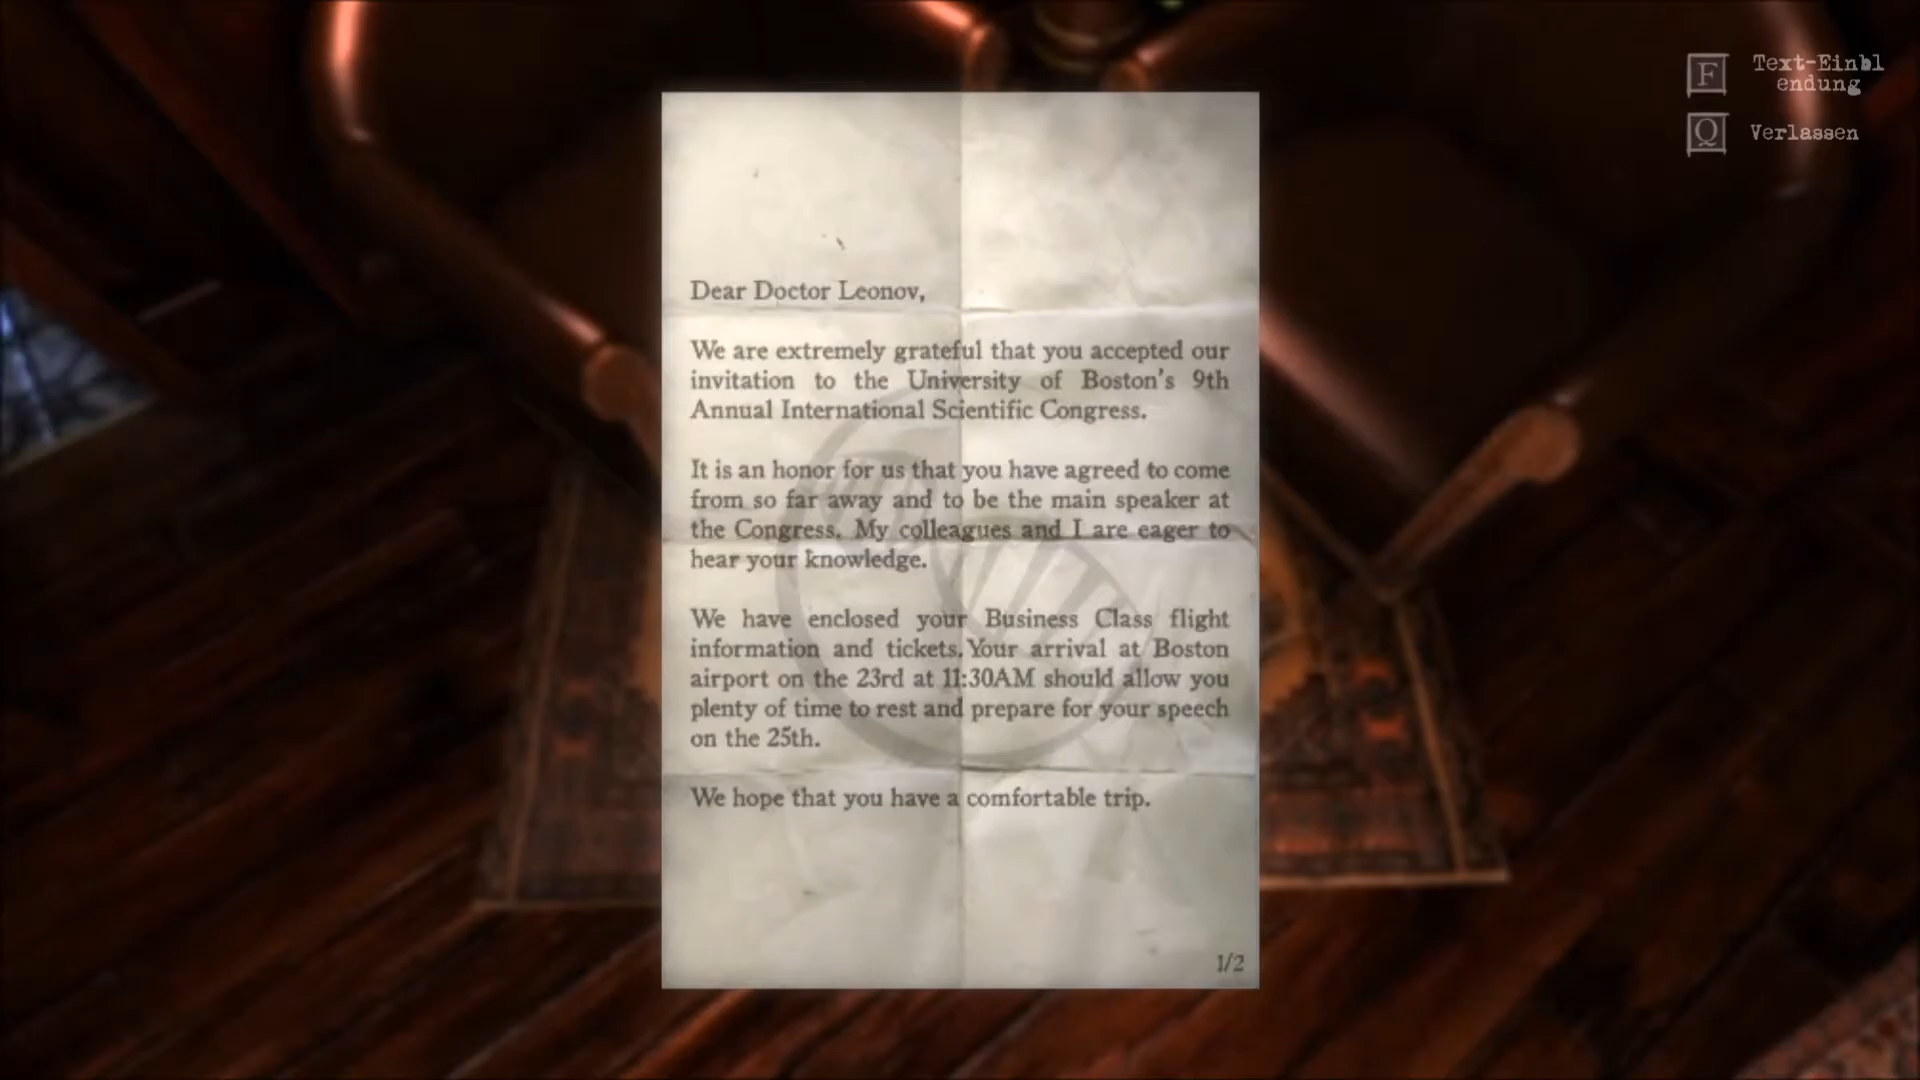 F Text-Einbl
endung
Q Verlassen
Dear Doctor Leonov,
We are extremely grateful that you accepted our
invitation to the University of Boston's 9th
Annual International Scientific Congress.
It is an honor for us that you have agreed to come
from so far away and to be the main speaker at
the Congress. My colleagues and I are eager to
hear your knowledge.
We have enclosed your Business Class flight
information and tickets. Your arrival at Boston
airport on the 23rd at 11:30AM should allow you
plenty of time to rest and prepare for your speech
on the 25th.
We hope that you have a comfortable trip.
1/2